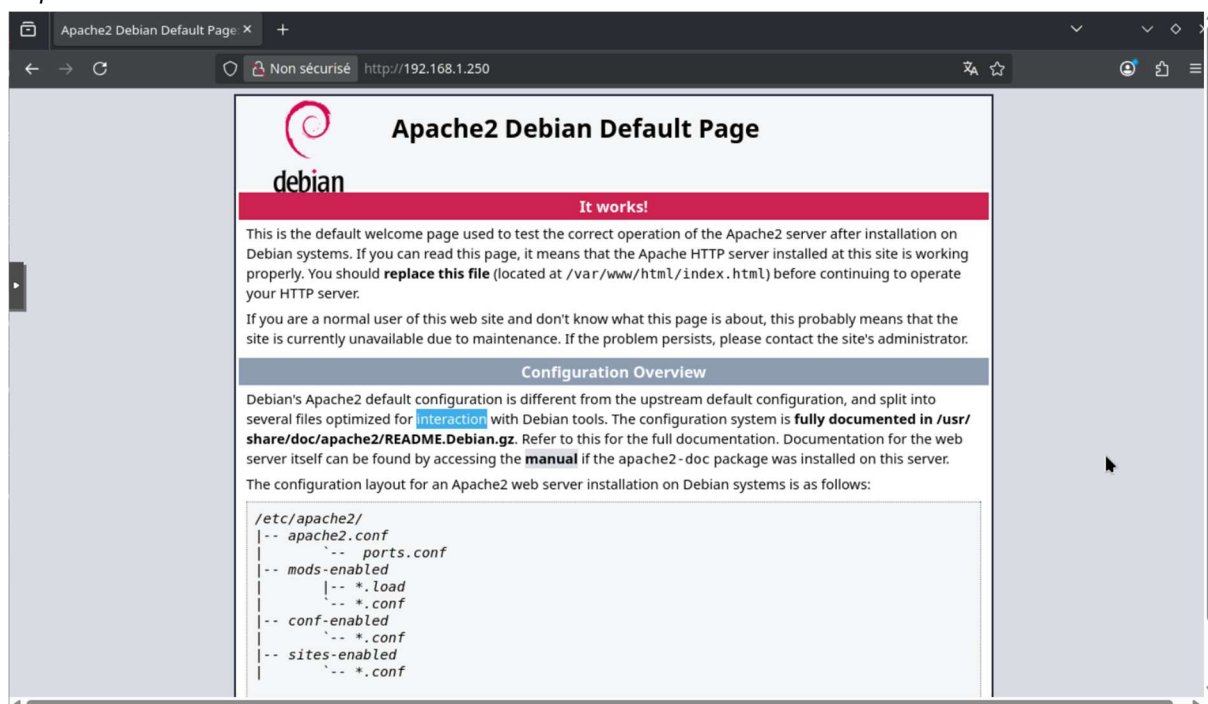 Apache2 Debian Default Page
Non sécurisé http://192.168.1.250
debian
Apache2 Debian Default Page
It works!
This is the default welcome page used to test the correct operation of the Apache2 server after installation on
Debian systems. If you can read this page, it means that the Apache HTTP server installed at this site is working
properly. You should replace this file (located at /var/www/html/index.html) before continuing to operate
your HTTP server.
If you are a normal user of this web site and don't know what this page is about, this probably means that the
site is currently unavailable due to maintenance. If the problem persists, please contact the site's administrator.
Configuration Overview
Debian's Apache2 default configuration is different from the upstream default configuration, and split into
several files optimized for interaction with Debian tools. The configuration system is fully documented in /usr/
share/doc/apache2/README.Debian.gz. Refer to this for the full documentation. Documentation for the web
server itself can be found by accessing the manual if the apache2-doc package was installed on this server.
The configuration layout for an Apache2 web server installation on Debian systems is as follows:
/etc/apache2/
|-- apache2.conf
|       `--  ports.conf
|-- mods-enabled
|       |-- *.load
|       `-- *.conf
|-- conf-enabled
|       `-- *.conf
|-- sites-enabled
|       `-- *.conf